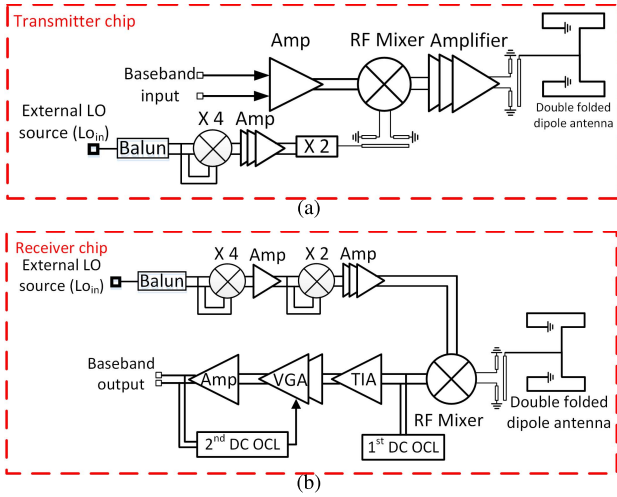 Transmitter chip
Amp
RF Mixer
Amplifier
Baseband
input
External LO
source (Loin)
Balun
X 4
Amp
X 2
Double folded
dipole antenna
(a)
Receiver chip
External LO
source (Loin)
Balun
X 4
Amp
X 2
Amp
Baseband
output
Amp
VGA
TIA
RF Mixer
2nd DC OCL
1st DC OCL
Double folded
dipole antenna
(b)